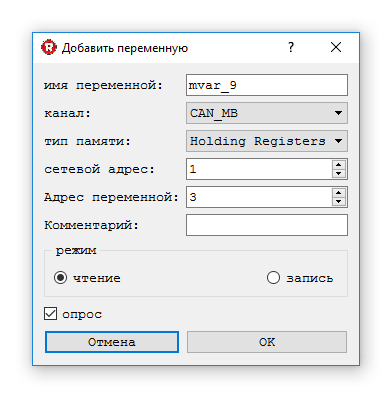 Добавить переменную
имя переменной: mvar_9
канал: CAN_MB
тип памяти: Holding Registers
сетевой адрес: 1
Адрес переменной: 3
Комментарий:
режим
чтение запись
опрос
Отмена OK